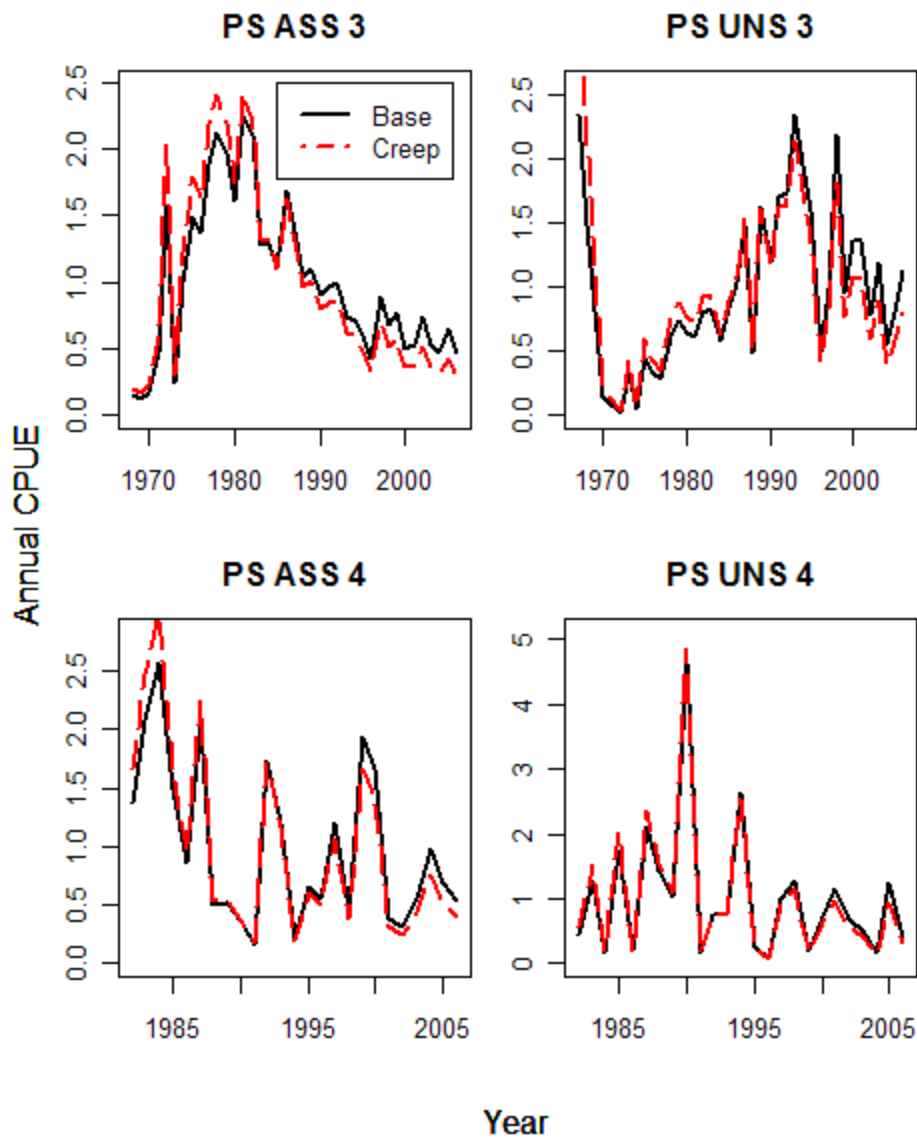 PS ASS 3
PS UNS 3
Base
Creep
0.0 0.5 1.0 1.5 2.0 2.5
0.0 0.5 1.0 1.5 2.0 2.5
1970 1980 1990 2000
1970 1980 1990 2000
Annual CPUE
PS ASS 4
PS UNS 4
0.0 0.5 1.0 1.5 2.0 2.5
0 1 2 3 4 5
1985 1995 2005
1985 1995 2005
Year